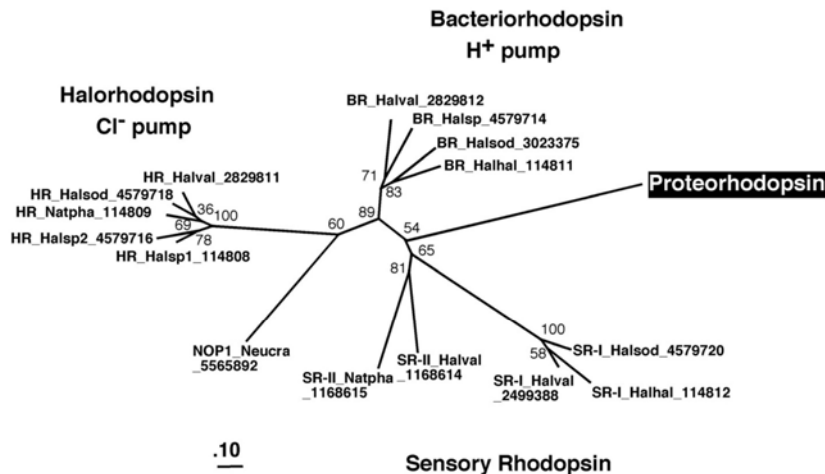 Bacteriorhodopsin
H+ pump
Halorhodopsin
Cl- pump
BR_Halval_2829812
BR_Halsp_4579714
BR_Halsod_3023375
BR_Halhal_114811
71
83
Proteorhodopsin
HR_Halval_2829811
HR_Halsod_4579718
HR_Natpha_114809
HR_Halsp2_4579716
HR_Halsp1_114808
36
100
69
78
60
89
54
65
81
NOP1_Neucra
_5565892
SR-II_Natpha
_1168615
SR-II_Halval
_1168614
100
58
SR-I_Halsod_4579720
SR-I_Halval
_2499388
SR-I_Halhal_114812
.10
Sensory Rhodopsin